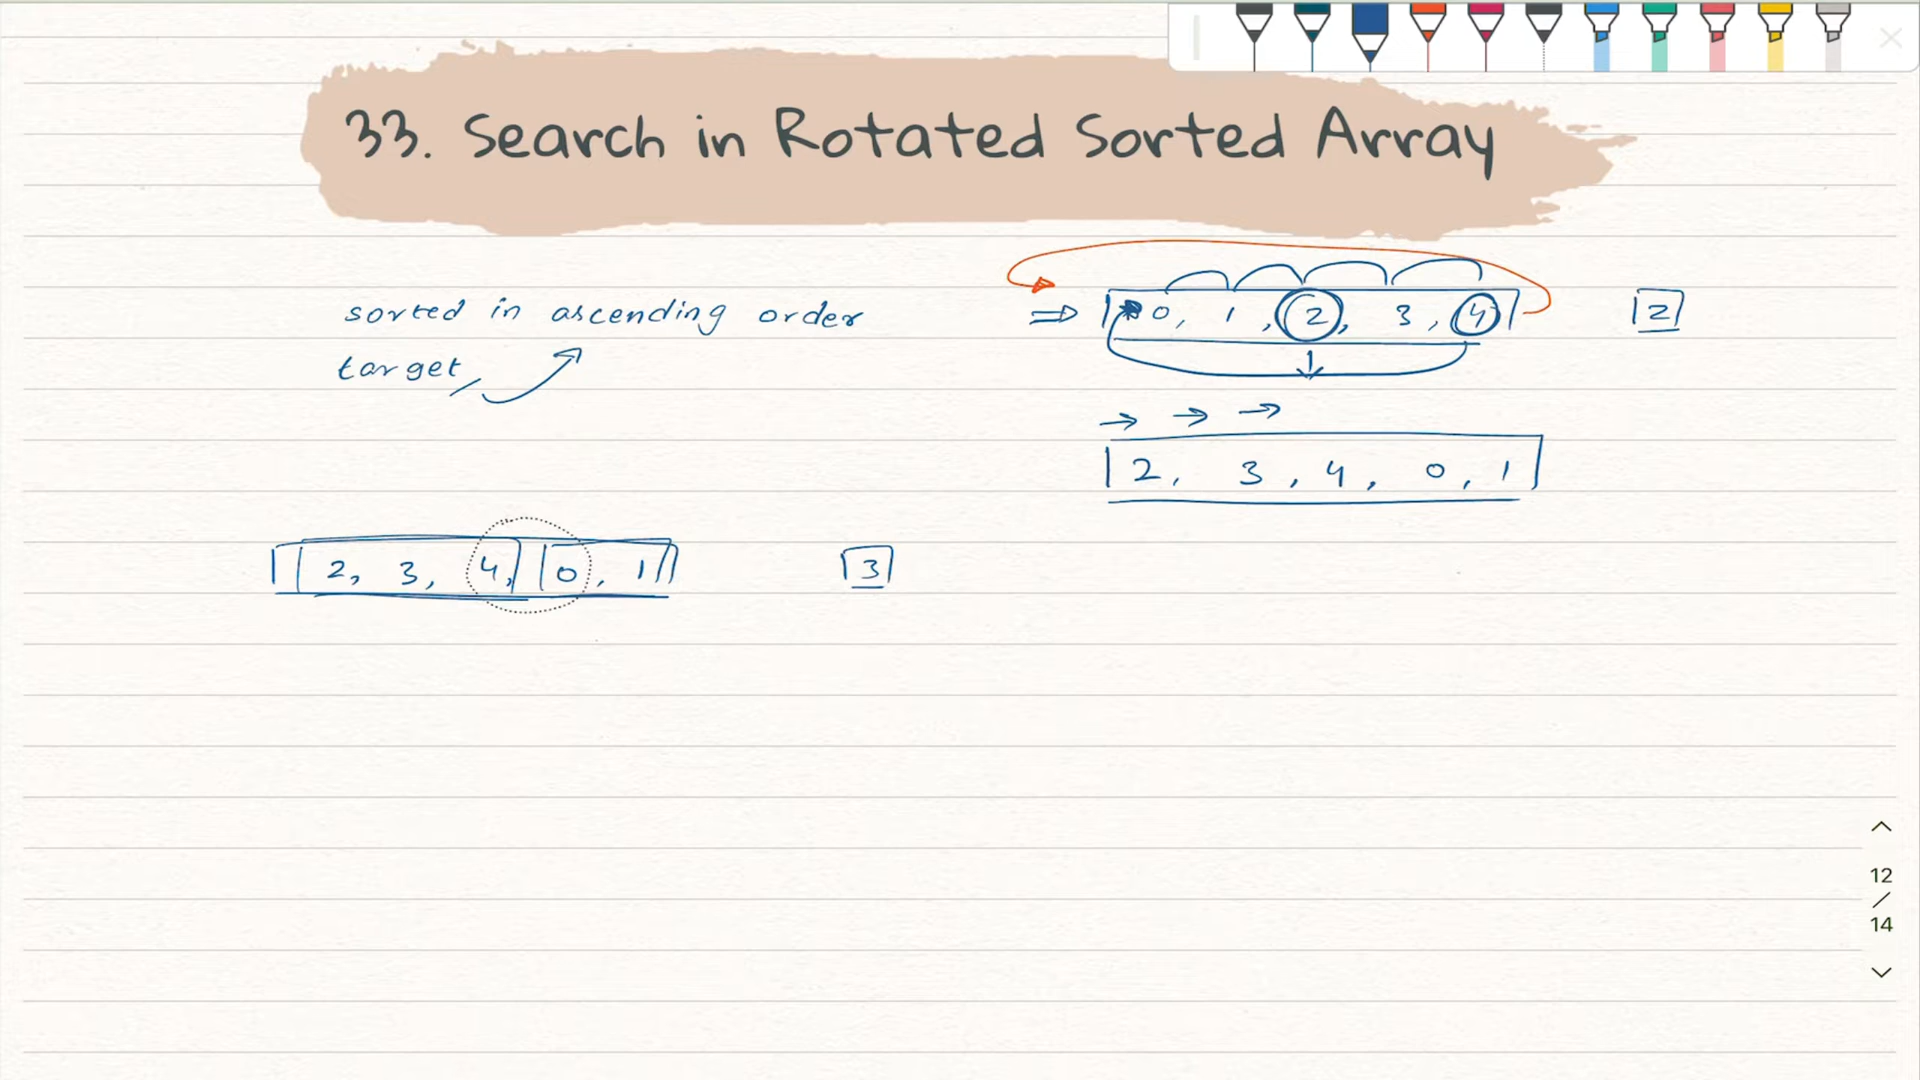 33. Search in Rotated Sorted Array
sorted in ascending order
target,
0, 1, 2, 3, 4
2
2, 3, 4, 0, 1
2, 3, 4, 0, 1
3
12
/
14